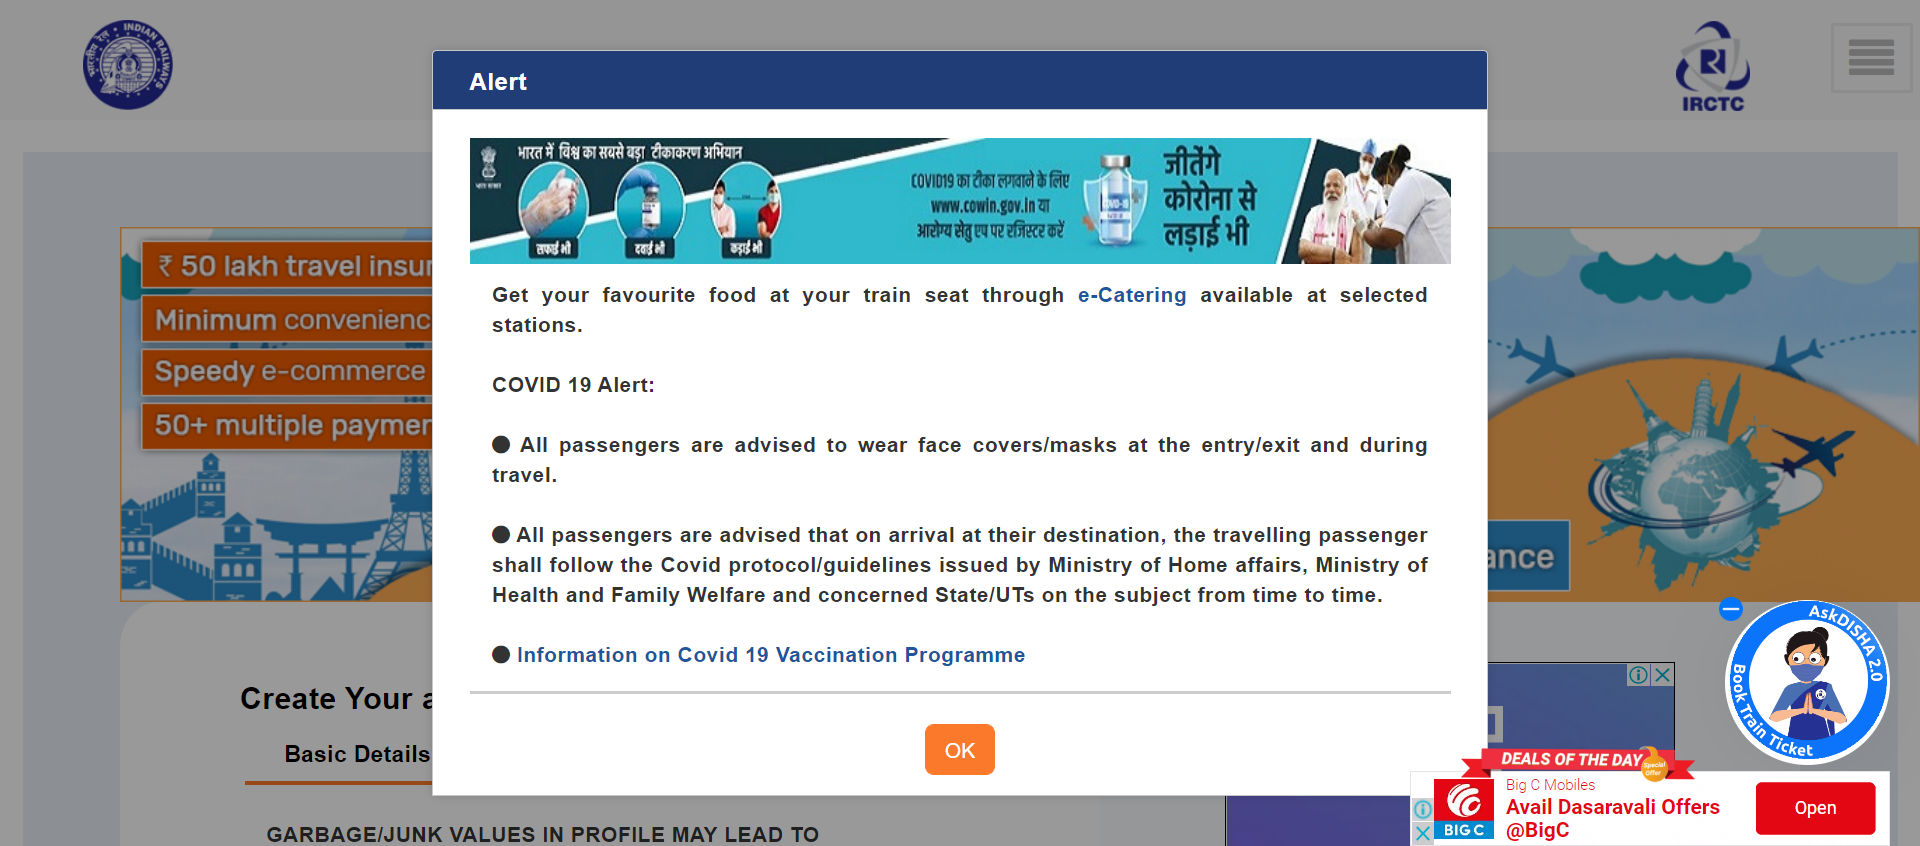 भारतीय रेल INDIAN RAILWAYS
IRCTC
Alert
भारत में विश्व का सबसे बड़ा टीकाकरण अभियान
भारत सरकार
सफाई भी
दवाई भी
कड़ाई भी
COVID19 का टीका लगवाने के लिए
www.cowin.gov.in या
आरोग्य सेतु एप पर रजिस्टर करें
जीतेंगे
कोरोना से
लड़ाई भी
₹ 50 lakh travel insur
Minimum convenienc
Speedy e-commerce
50+ multiple paymer
ance
Get your favourite food at your train seat through e-Catering available at selected
stations.
COVID 19 Alert:
● All passengers are advised to wear face covers/masks at the entry/exit and during
travel.
● All passengers are advised that on arrival at their destination, the travelling passenger
shall follow the Covid protocol/guidelines issued by Ministry of Home affairs, Ministry of
Health and Family Welfare and concerned State/UTs on the subject from time to time.
● Information on Covid 19 Vaccination Programme
OK
Create Your a
Basic Details
GARBAGE/JUNK VALUES IN PROFILE MAY LEAD TO
AskDISHA 2.0
Book Train Ticket
DEALS OF THE DAY
Special
Offer
BIG C
Big C Mobiles
Avail Dasaravali Offers
@BigC
Open